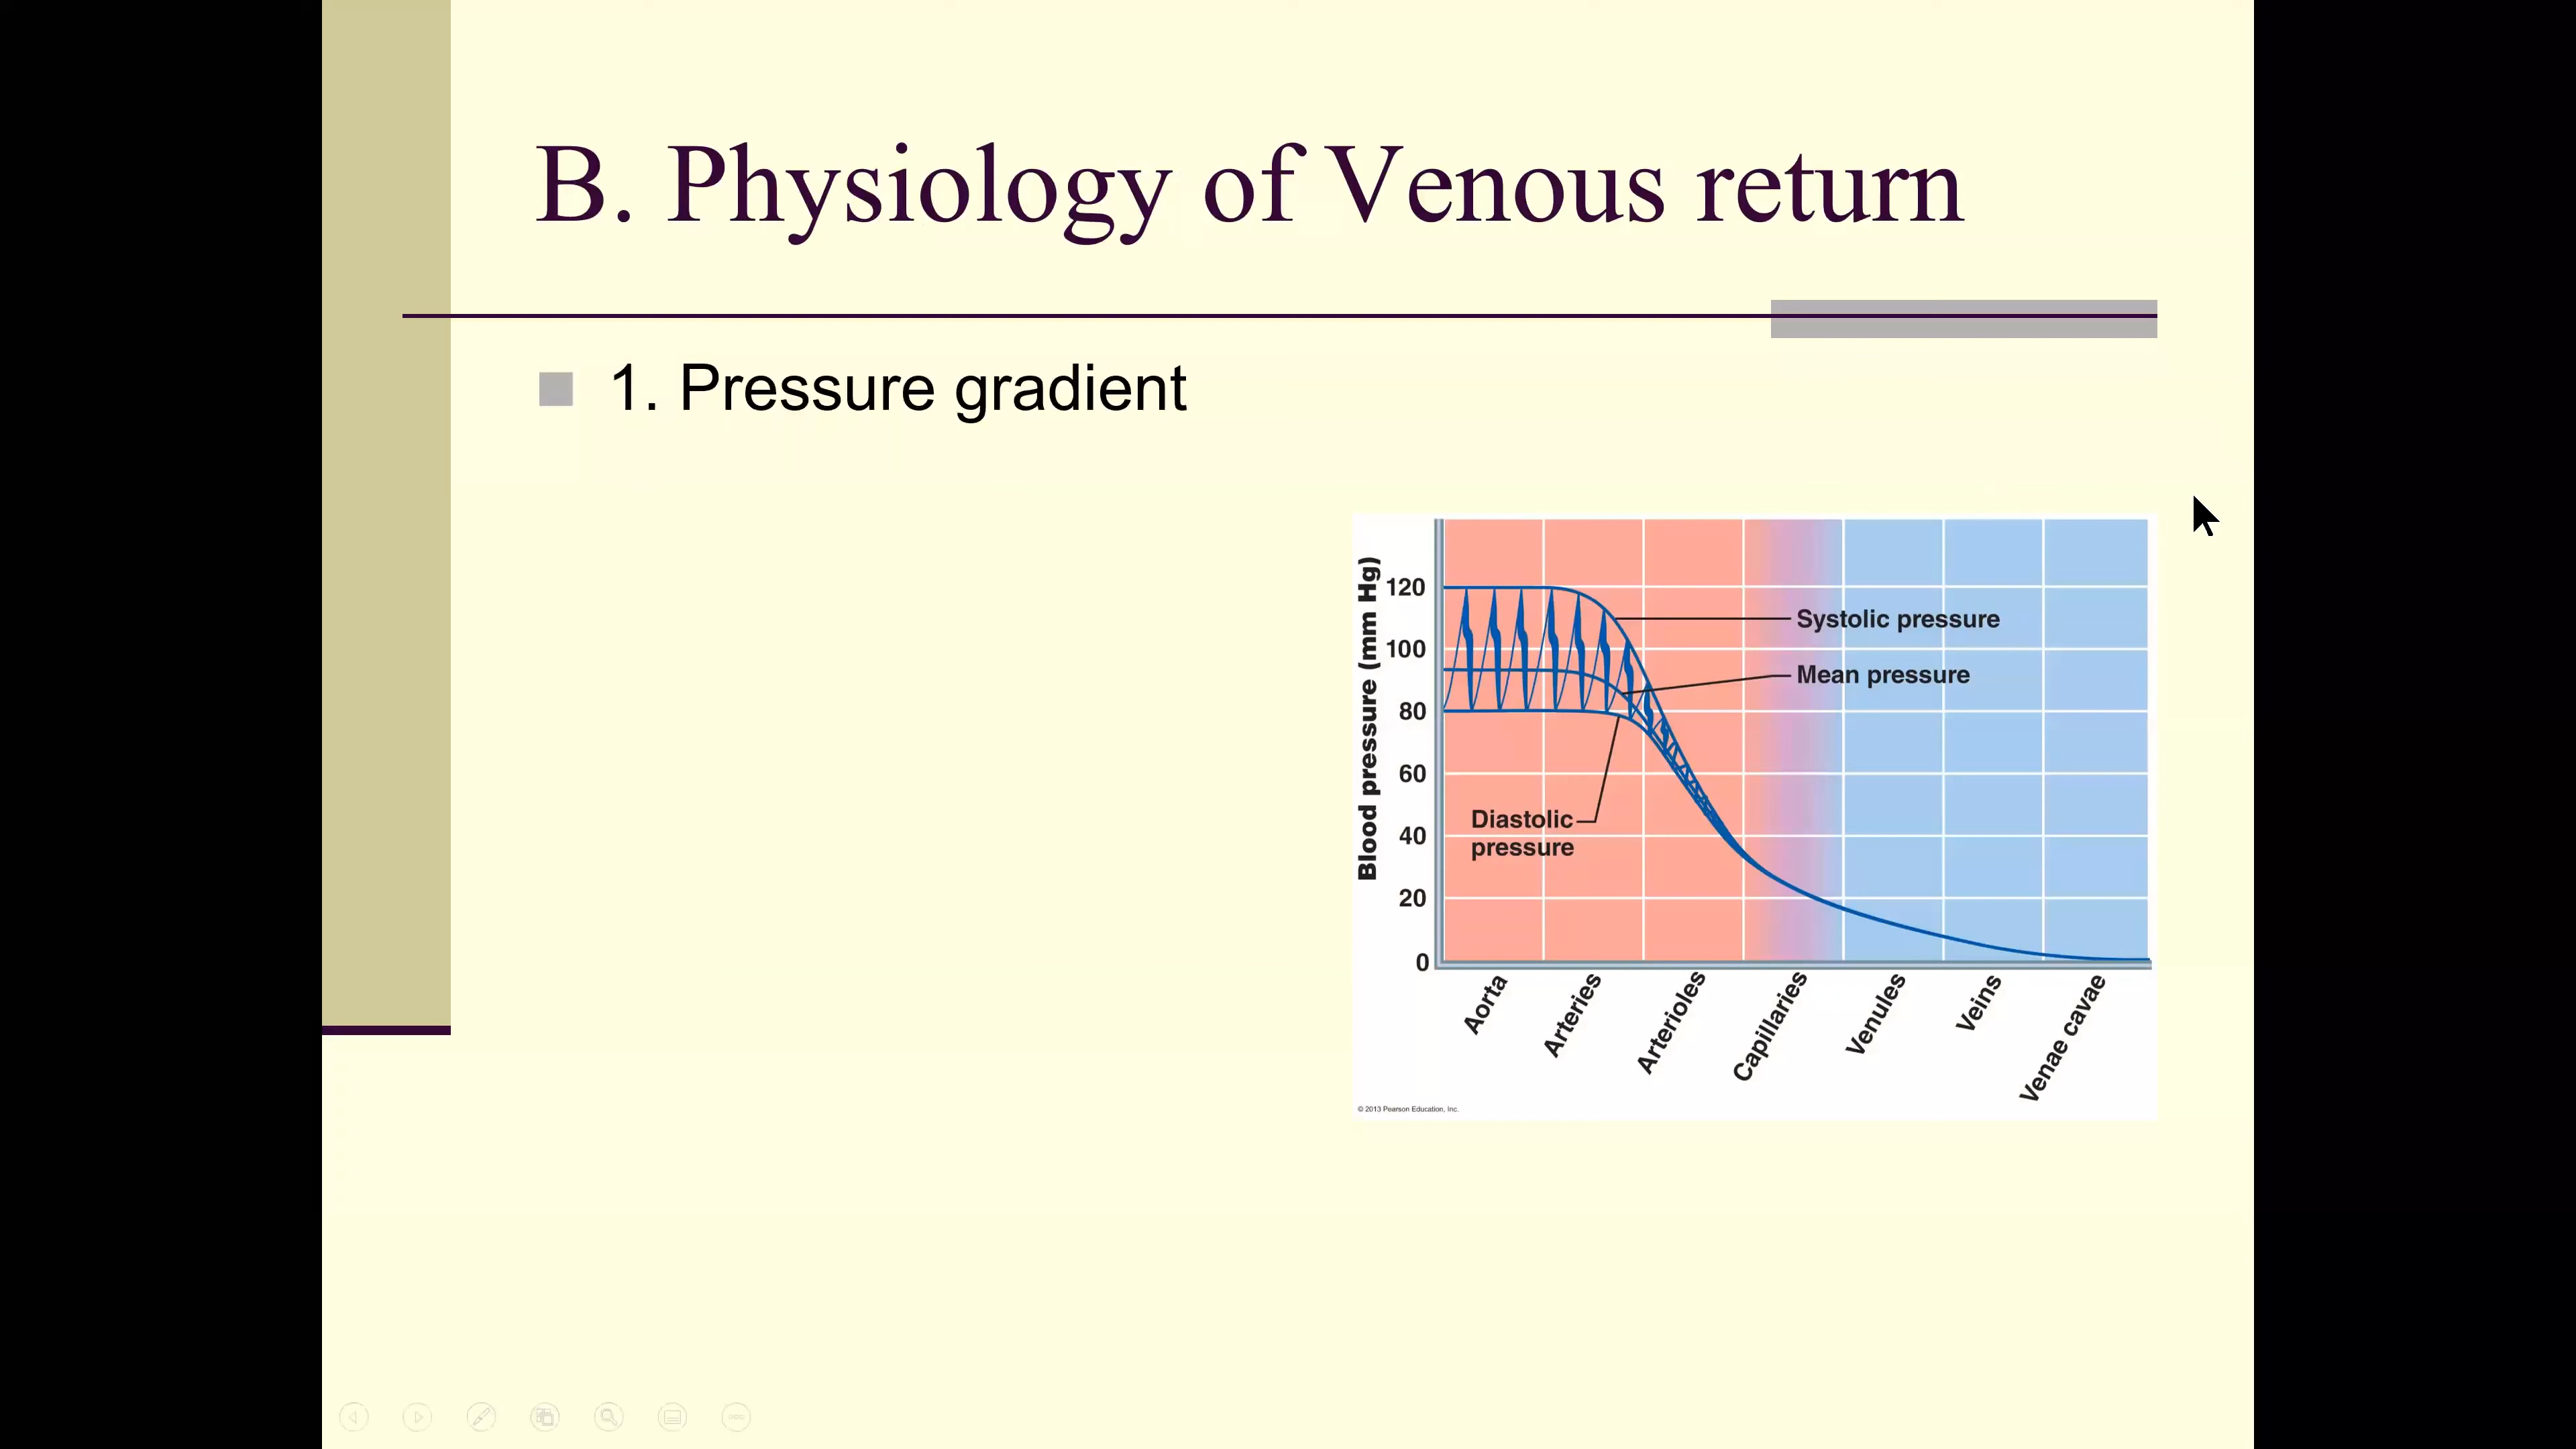 B. Physiology of Venous return
1. Pressure gradient
Blood pressure (mm Hg)
120
100
80
60
40
20
0
Systolic pressure
Mean pressure
Diastolic
pressure
Aorta
Arteries
Arterioles
Capillaries
Venules
Veins
Venae cavae
© 2013 Pearson Education, Inc.